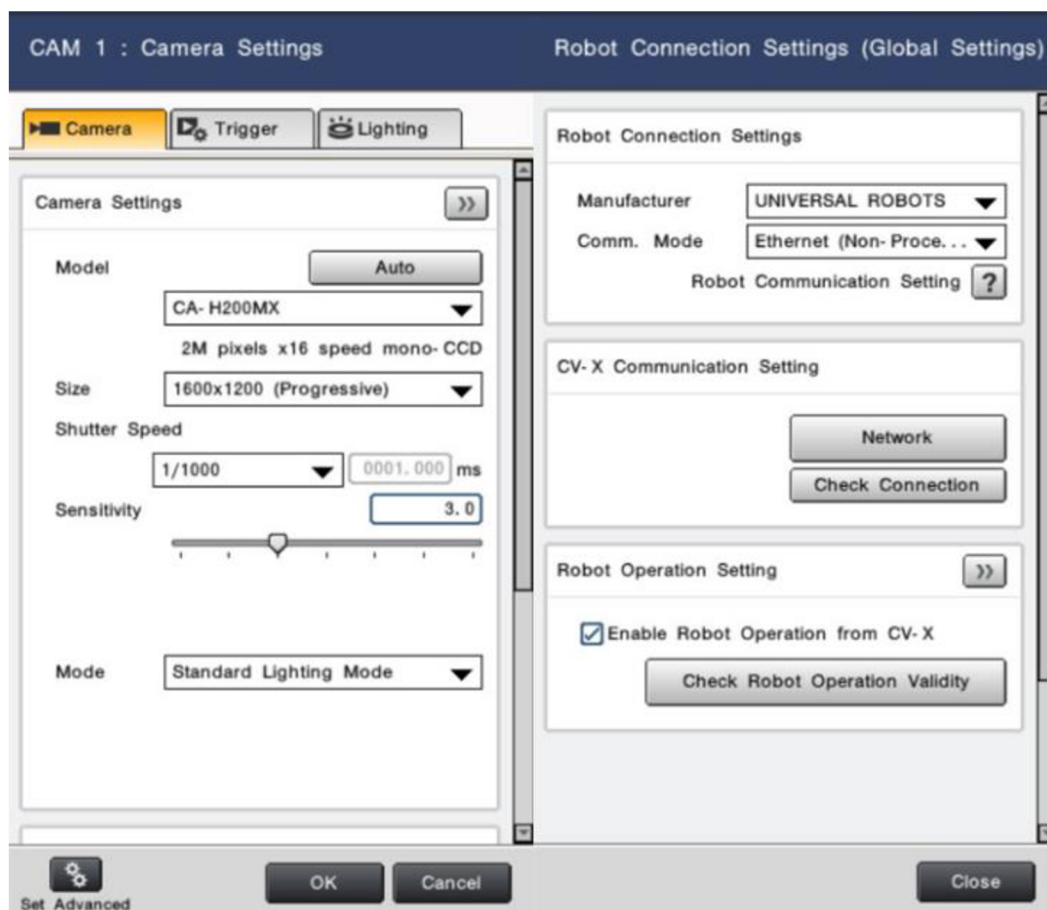 CAM 1 : Camera Settings
Camera
Trigger
Lighting
Camera Settings
Model
Auto
CA-H200MX
2M pixels x16 speed mono-CCD
Size
1600x1200 (Progressive)
Shutter Speed
1/1000
0001.000 ms
Sensitivity
3.0
Mode
Standard Lighting Mode
Set Advanced
OK
Cancel
Robot Connection Settings (Global Settings)
Robot Connection Settings
Manufacturer
UNIVERSAL ROBOTS
Comm. Mode
Ethernet (Non-Proce...
Robot Communication Setting ?
CV-X Communication Setting
Network
Check Connection
Robot Operation Setting
Enable Robot Operation from CV-X
Check Robot Operation Validity
Close